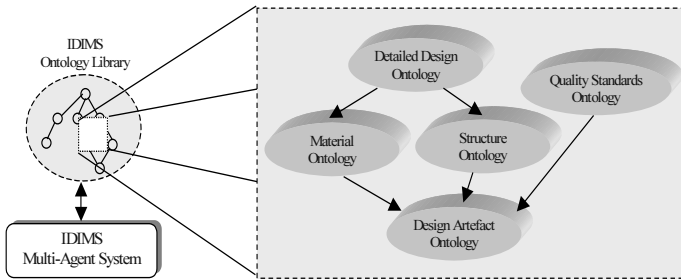 IDIMS
Ontology Library
IDIMS
Multi-Agent System
Detailed Design
Ontology
Quality Standards
Ontology
Material
Ontology
Structure
Ontology
Design Artefact
Ontology